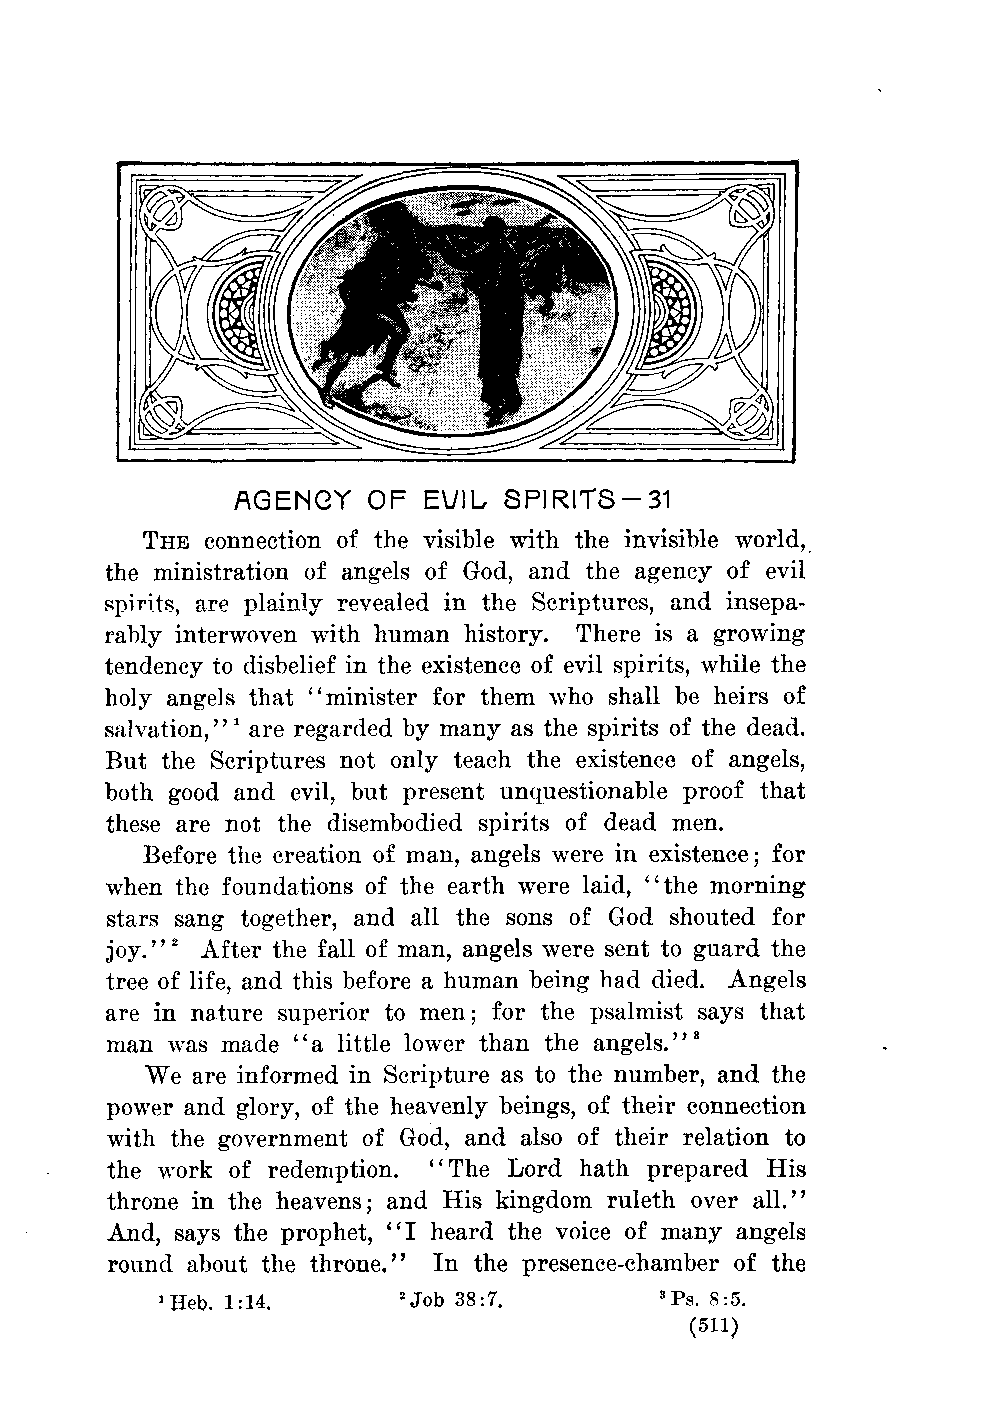 AGENCY OF EVIL SPIRITS—31
THE connection of the visible with the invisible world,
the ministration of angels of God, and the agency of evil
spirits, are plainly revealed in the Scriptures, and insepa-
rably interwoven with human history. There is a growing
tendency to disbelief in the existence of evil spirits, while the
holy angels that “minister for them who shall be heirs of
salvation,”¹ are regarded by many as the spirits of the dead.
But the Scriptures not only teach the existence of angels,
both good and evil, but present unquestionable proof that
these are not the disembodied spirits of dead men.
Before the creation of man, angels were in existence; for
when the foundations of the earth were laid, “the morning
stars sang together, and all the sons of God shouted for
joy.”² After the fall of man, angels were sent to guard the
tree of life, and this before a human being had died. Angels
are in nature superior to men; for the psalmist says that
man was made “a little lower than the angels.”³
We are informed in Scripture as to the number, and the
power and glory, of the heavenly beings, of their connection
with the government of God, and also of their relation to
the work of redemption. “The Lord hath prepared His
throne in the heavens; and His kingdom ruleth over all.”
And, says the prophet, “I heard the voice of many angels
round about the throne.” In the presence-chamber of the
¹ Heb. 1:14. ² Job 38:7. ³ Ps. 8:5.
(511)